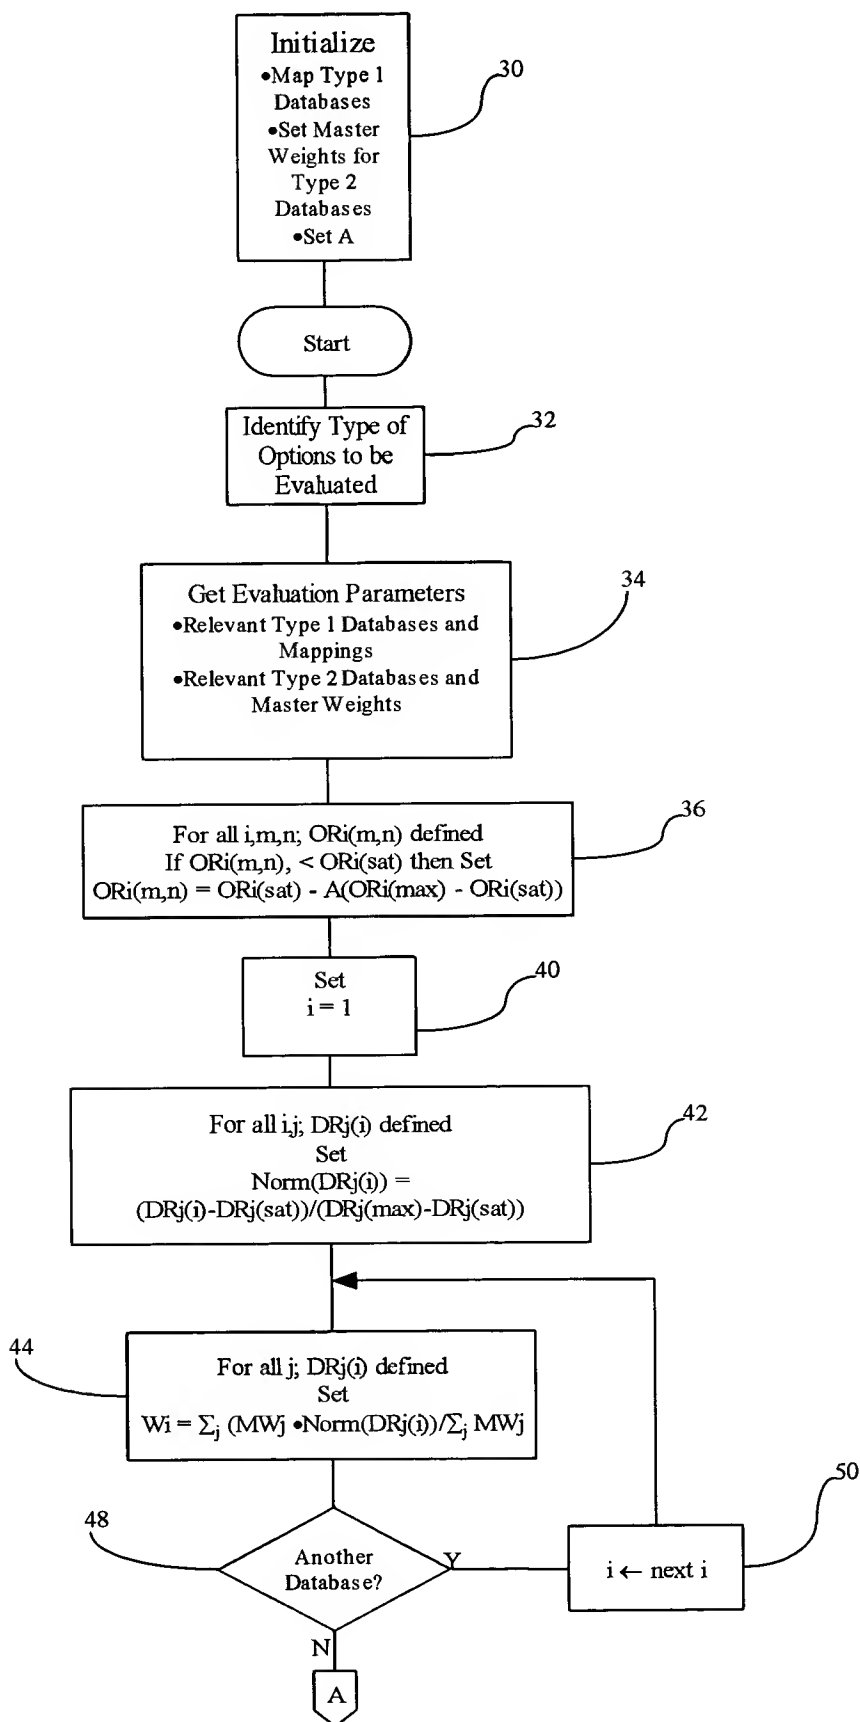 Initialize
•Map Type 1
Databases
•Set Master
Weights for
Type 2
Databases
•Set A
30
Start
Identify Type of
Options to be
Evaluated
32
Get Evaluation Parameters
•Relevant Type 1 Databases and
Mappings
•Relevant Type 2 Databases and
Master Weights
34
For all i,m,n; ORi(m,n) defined
If ORi(m,n), < ORi(sat) then Set
ORi(m,n) = ORi(sat) - A(ORi(max) - ORi(sat))
36
Set
i = 1
40
For all i,j; DRj(i) defined
Set
Norm(DRj(i)) =
(DRj(i)-DRj(sat))/(DRj(max)-DRj(sat))
42
44
For all j; DRj(i) defined
Set
Wi = Σj (MWj •Norm(DRj(i))/Σj MWj
48
Another
Database?
Y
i ← next i
50
N
A